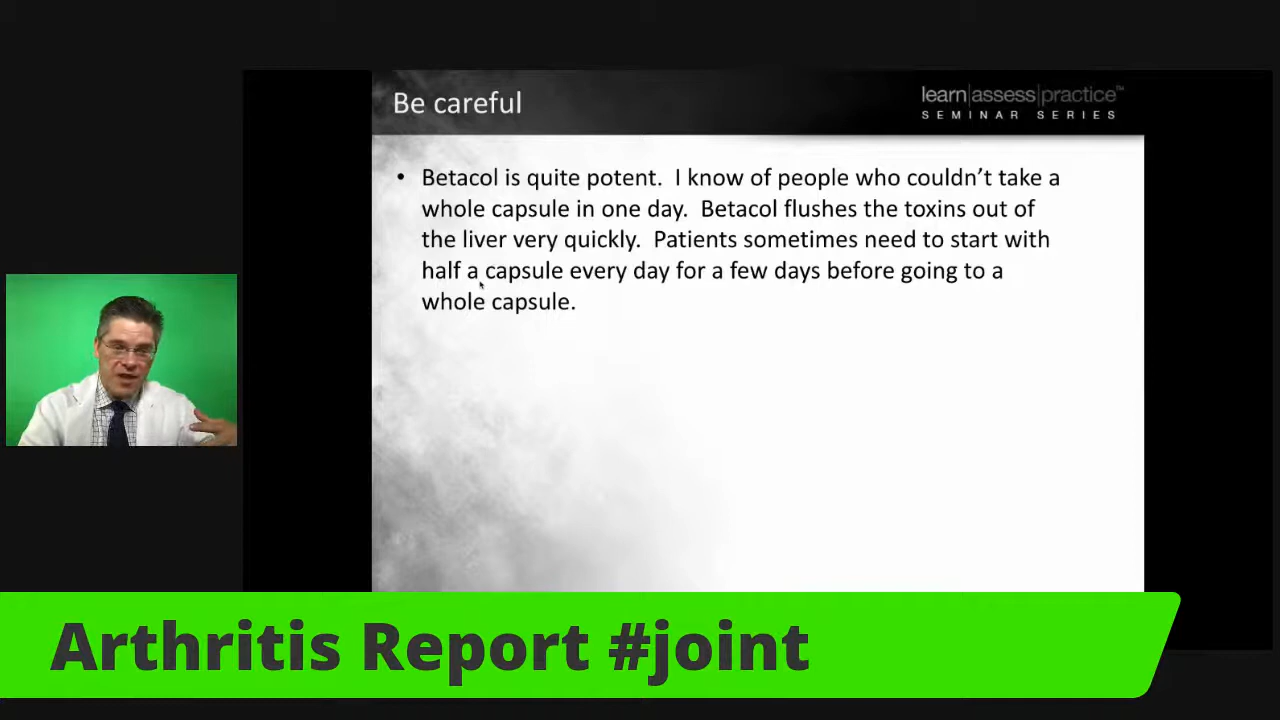 Be careful
learn|assess|practice™
SEMINAR SERIES
• Betacol is quite potent.  I know of people who couldn't take a
whole capsule in one day.  Betacol flushes the toxins out of
the liver very quickly.  Patients sometimes need to start with
half a capsule every day for a few days before going to a
whole capsule.
Arthritis Report #joint